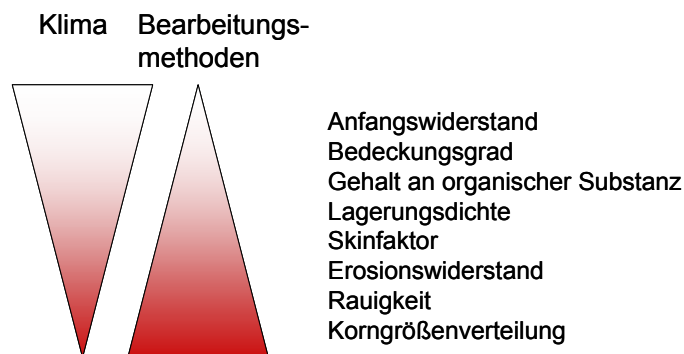 Klima
Bearbeitungs-
methoden
Anfangswiderstand
Bedeckungsgrad
Gehalt an organischer Substanz
Lagerungsdichte
Skinfaktor
Erosionswiderstand
Rauigkeit
Korngrößenverteilung